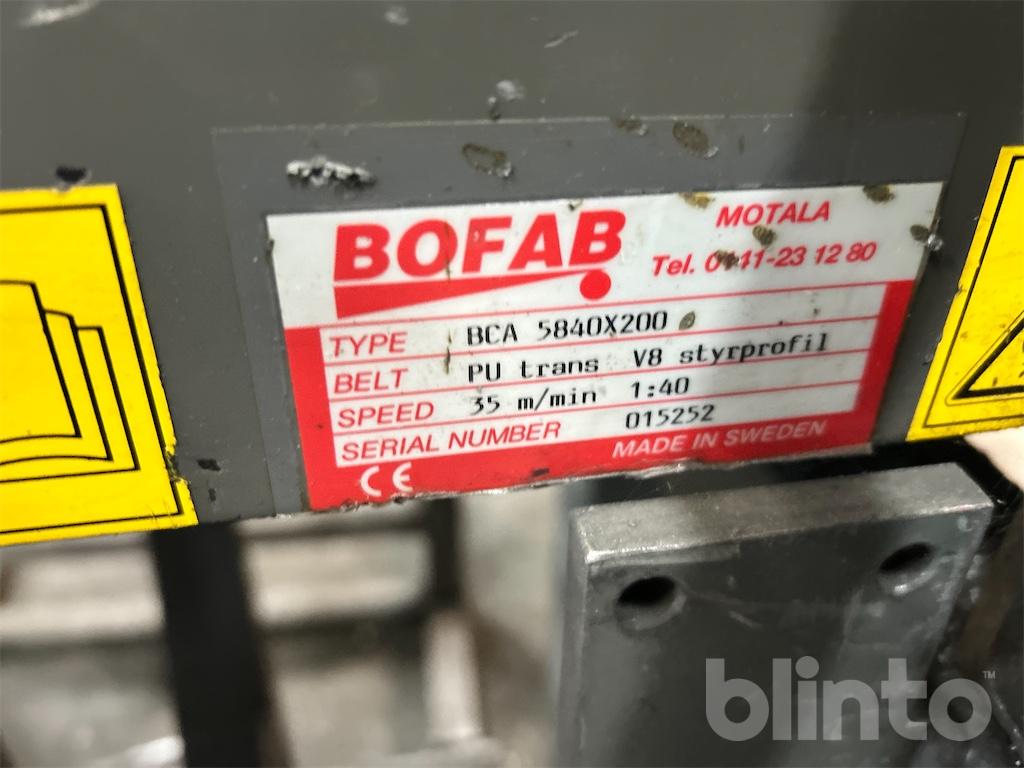 BOFAB
MOTALA
Tel. 0141-23 12 80
TYPE BCA 5840X200
BELT PU trans V8 styrprofil
SPEED 35 m/min 1:40
SERIAL NUMBER 015252
CE MADE IN SWEDEN
blinto™